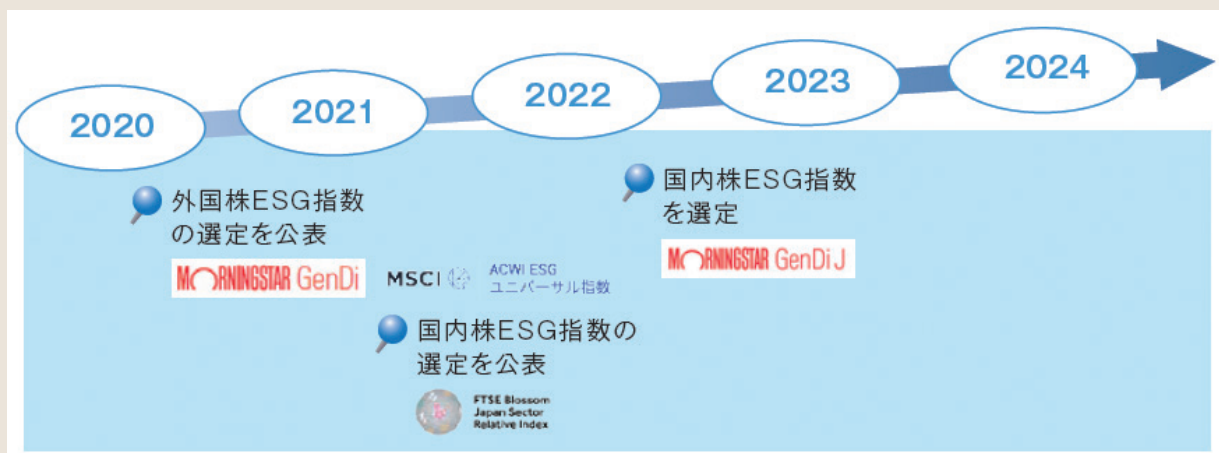 2020
2021
2022
2023
2024
外国株ESG指数
の選定を公表
MORNINGSTAR GenDi
MSCI
ACWI ESG
ユニバーサル指数
国内株ESG指数の
選定を公表
FTSE Blossom
Japan Sector
Relative Index
国内株ESG指数
を選定
MORNINGSTAR GenDi J